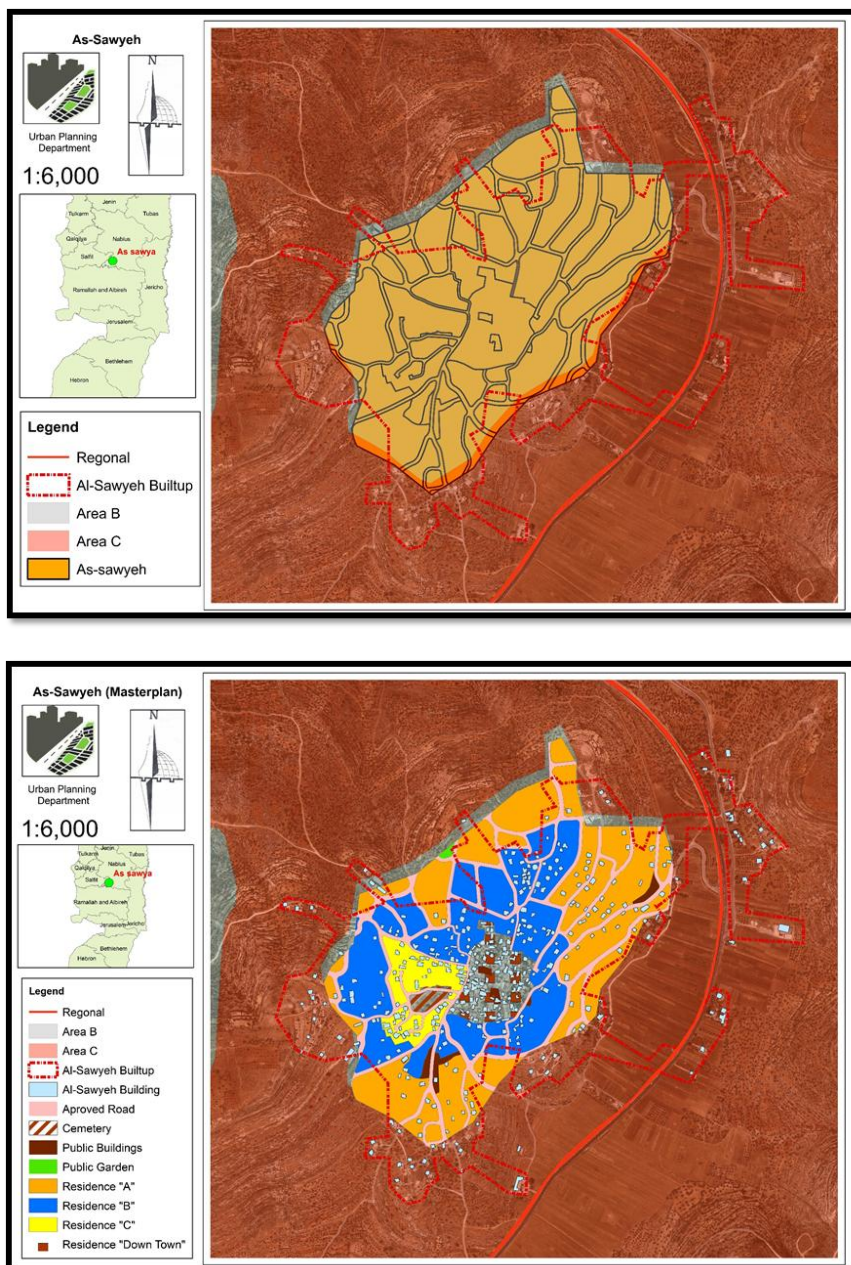 As-Sawyeh
N
Urban Planning
Department
1:6,000
Jenin
Tulkarm
Tubas
Qalqilya
Nablus
As sawya
Salfit
Jericho
Ramallah and Albireh
Jerusalem
Bethlehem
Hebron
Legend
Regonal
Al-Sawyeh Builtup
Area B
Area C
As-sawyeh
As-Sawyeh (Masterplan)
N
Urban Planning
Department
1:6,000
Jenin
Tulkarm
Tubas
Qalqiliya
Nablus
As sawya
Salfit
Ramallah and Albireh
Jericho
Jerusalem
Bethlehem
Hebron
Legend
Regonal
Area B
Area C
Al-Sawyeh Builtup
Al-Sawyeh Building
Aproved Road
Cemetery
Public Buildings
Public Garden
Residence "A"
Residence "B"
Residence "C"
Residence "Down Town"